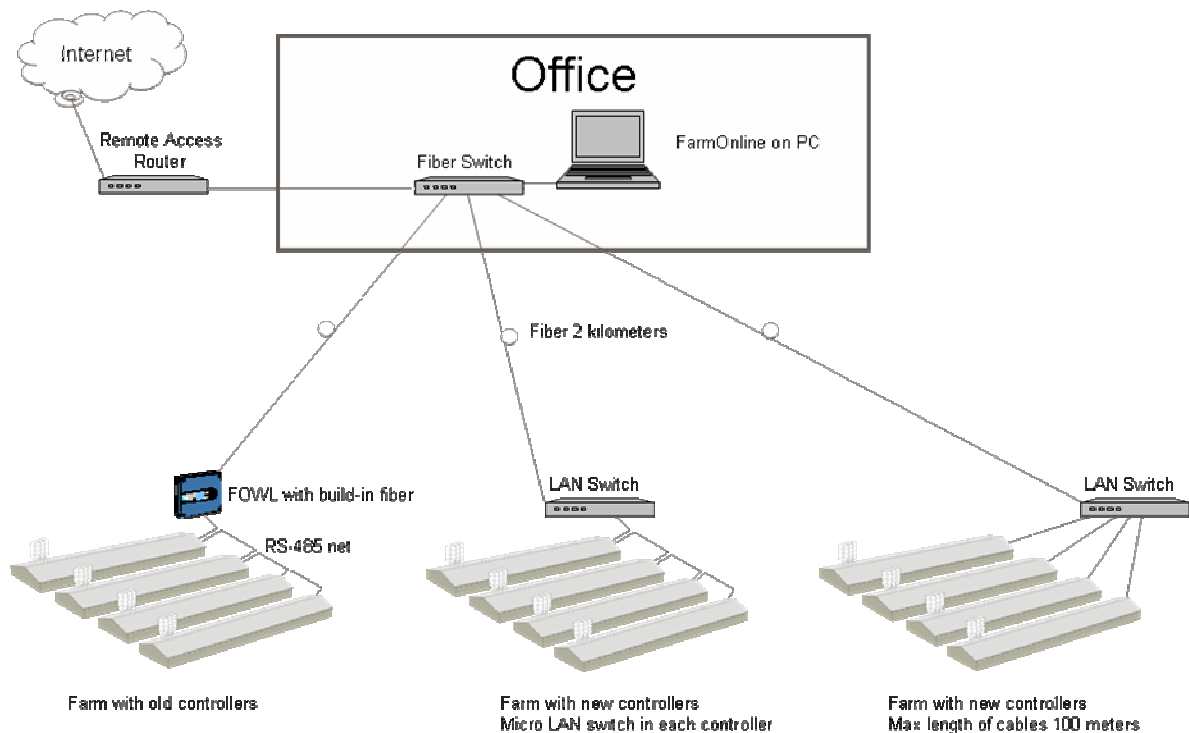 Internet
Office
Remote Access
Router
Fiber Switch
FarmOnline on PC
Fiber 2 kilometers
FOWL with build-in fiber
LAN Switch
LAN Switch
RS-485 net
Farm with old controllers
Farm with new controllers
Micro LAN switch in each controller
Farm with new controllers
Max length of cables 100 meters